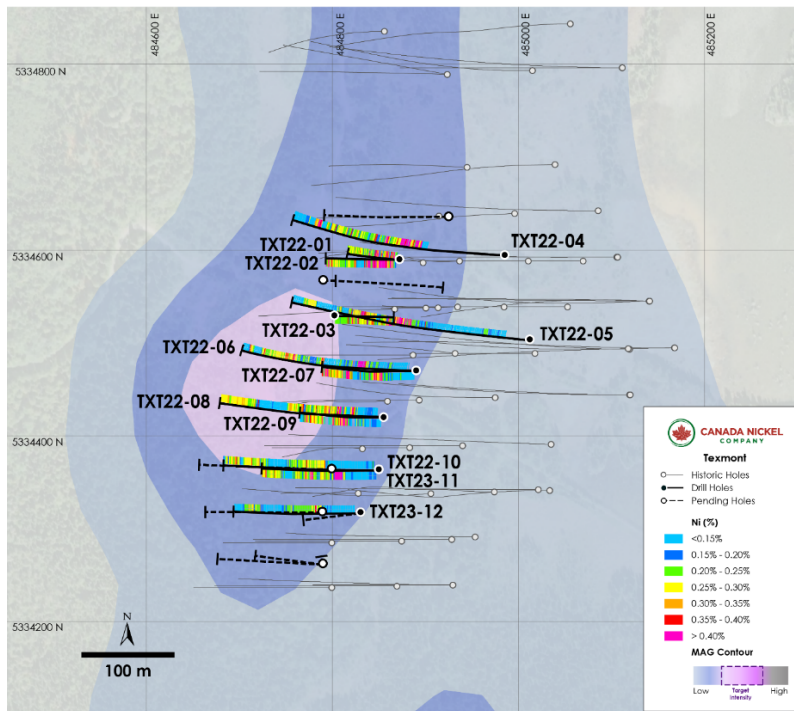 484600 E
484800 E
485000 E
485200 E
5334800 N
5334600 N
5334400 N
5334200 N
TXT22-01
TXT22-02
TXT22-04
TXT22-03
TXT22-05
TXT22-06
TXT22-07
TXT22-08
TXT22-09
TXT22-10
TXT23-11
TXT23-12
N
100 m
CANADA NICKEL
COMPANY
Texmont
Historic Holes
Drill Holes
Pending Holes
Ni (%)
<0.15%
0.15% - 0.20%
0.20% - 0.25%
0.25% - 0.30%
0.30% - 0.35%
0.35% - 0.40%
> 0.40%
MAG Contour
Low
Target
Intensity
High